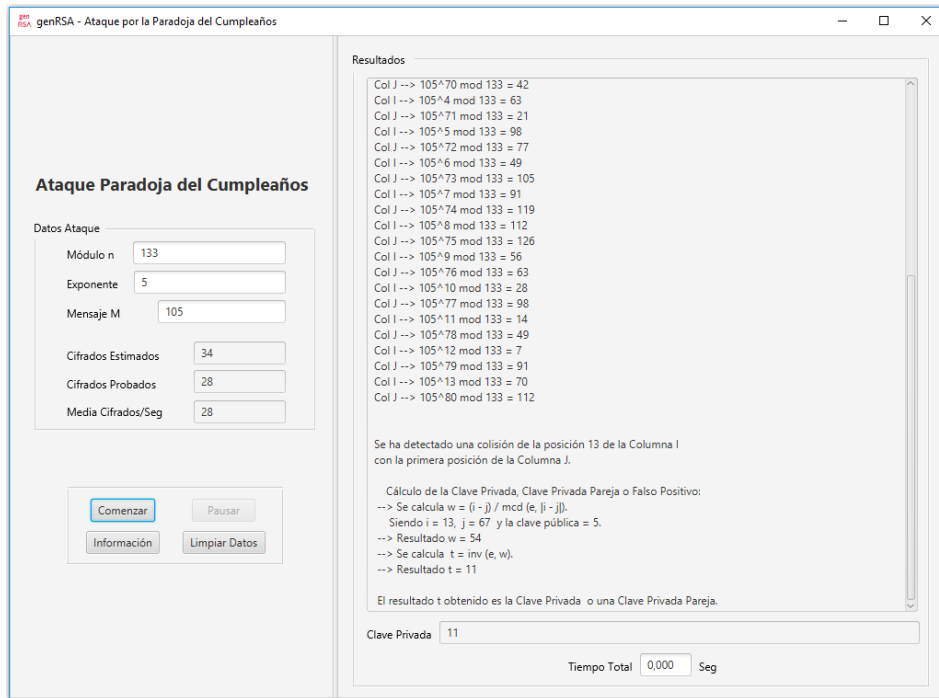 gen RSA genRSA - Ataque por la Paradoja del Cumpleaños
Ataque Paradoja del Cumpleaños
Datos Ataque
Módulo n 133
Exponente 5
Mensaje M 105
Cifrados Estimados 34
Cifrados Probados 28
Media Cifrados/Seg 28
Comenzar Pausar
Información Limpiar Datos
Resultados
Col J --> 105^70 mod 133 = 42
Col I --> 105^4 mod 133 = 63
Col J --> 105^71 mod 133 = 21
Col I --> 105^5 mod 133 = 98
Col J --> 105^72 mod 133 = 77
Col I --> 105^6 mod 133 = 49
Col J --> 105^73 mod 133 = 105
Col I --> 105^7 mod 133 = 91
Col J --> 105^74 mod 133 = 119
Col I --> 105^8 mod 133 = 112
Col J --> 105^75 mod 133 = 126
Col I --> 105^9 mod 133 = 56
Col J --> 105^76 mod 133 = 63
Col I --> 105^10 mod 133 = 28
Col J --> 105^77 mod 133 = 98
Col I --> 105^11 mod 133 = 14
Col J --> 105^78 mod 133 = 49
Col I --> 105^12 mod 133 = 7
Col J --> 105^79 mod 133 = 91
Col I --> 105^13 mod 133 = 70
Col J --> 105^80 mod 133 = 112
Se ha detectado una colisión de la posición 13 de la Columna I
con la primera posición de la Columna J.
Cálculo de la Clave Privada, Clave Privada Pareja o Falso Positivo:
--> Se calcula w = (i - j) / mcd (e, |i - j|).
Siendo i = 13, j = 67 y la clave pública = 5.
--> Resultado w = 54
--> Se calcula t = inv (e, w).
--> Resultado t = 11
El resultado t obtenido es la Clave Privada o una Clave Privada Pareja.
Clave Privada 11
Tiempo Total 0,000 Seg